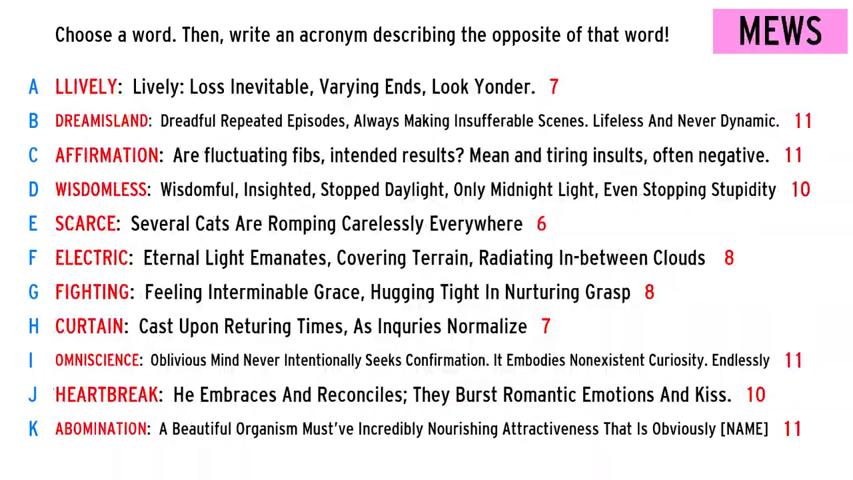 Choose a word. Then, write an acronym describing the opposite of that word!
MEWS
A LLIVELY: Lively: Loss Inevitable, Varying Ends, Look Yonder. 7
B DREAMISLAND: Dreadful Repeated Episodes, Always Making Insufferable Scenes. Lifeless And Never Dynamic. 11
C AFFIRMATION: Are fluctuating fibs, intended results? Mean and tiring insults, often negative. 11
D WISDOMLESS: Wisdomful, Insighted, Stopped Daylight, Only Midnight Light, Even Stopping Stupidity 10
E SCARCE: Several Cats Are Romping Carelessly Everywhere 6
F ELECTRIC: Eternal Light Emanates, Covering Terrain, Radiating In-between Clouds 8
G FIGHTING: Feeling Interminable Grace, Hugging Tight In Nurturing Grasp 8
H CURTAIN: Cast Upon Returing Times, As Inquries Normalize 7
I OMNISCIENCE: Oblivious Mind Never Intentionally Seeks Confirmation. It Embodies Nonexistent Curiosity. Endlessly 11
J HEARTBREAK: He Embraces And Reconciles; They Burst Romantic Emotions And Kiss. 10
K ABOMINATION: A Beautiful Organism Must've Incredibly Nourishing Attractiveness That Is Obviously [NAME] 11